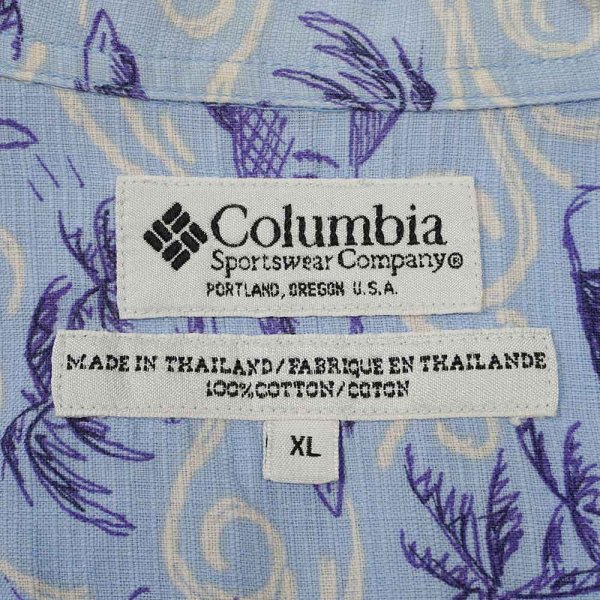 Columbia
Sportswear Company®
PORTLAND, OREGON U.S.A.
MADE IN THAILAND/FABRIQUE EN THAILANDE
100% COTTON/COTON
XL